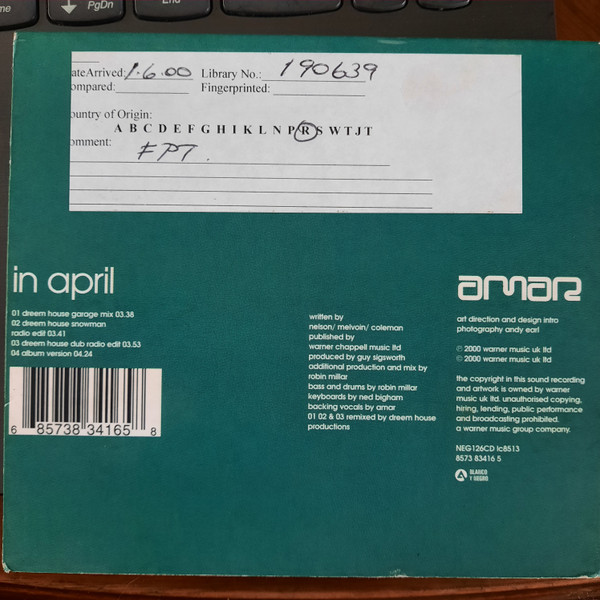 me
PgDn
End
ateArrived: 1.6.00 Library No.: 190639
ompared: Fingerprinted:
ountry of Origin:
A B C D E F G H I K L N P R S W T J T
omment: FPT.
in april
01 dreem house garage mix 03.38
02 dreem house snowman
radio edit 03.41
03 dreem house dub radio edit 03.53
04 album version 04.24
6 85738 34165 8
written by
nelson/ melvoin/ coleman
published by
warner chappell music ltd
produced by guy sigsworth
additional production and mix by
robin millar
bass and drums by robin millar
keyboards by ned bigham
backing vocals by amar
01 02 & 03 remixed by dreem house
productions
amar
art direction and design intro
photography andy earl
℗ 2000 warner music uk ltd
© 2000 warner music uk ltd
the copyright in this sound recording
and artwork is owned by warner
music uk ltd. unauthorised copying,
hiring, lending, public performance
and broadcasting prohibited.
a warner music group company.
NEG126CD lc8513
8573 83416 5
BLANCO
Y NEGRO